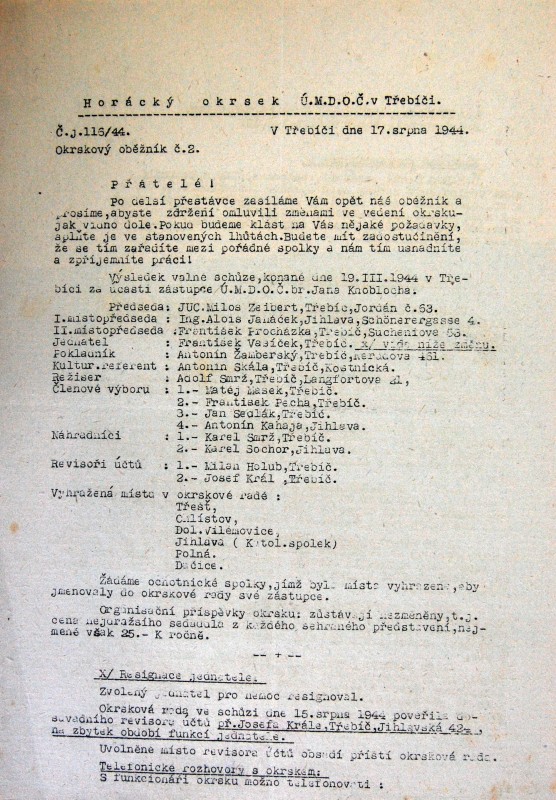 Horácký okrsek Ú.M.D.O.Č.v Třebíči.
Č.j.116/44. V Třebíči dne 17.srpna 1944.
Okrskový oběžník č.2.
Přátelé!
Po delší přestávce zasíláme Vám opět náš oběžník a
prosíme,abyste zdržení omluvili změnami ve vedení okrsku-
jak vidno dole.Pokud budeme klást na Vás nějaké požadavky,
splňte je ve stanovených lhůtách.Budete mít zadostučinění,
že se tím zařadíte mezi pořádné spolky a nám tím usnadníte
a zpříjemníte práci!
Výsledek valné schůze,konané dne 19.III.1944 v Tře-
bíči za účasti zástupce Ú.M.D.O.Č.br.Jana Knoblocha.
Předseda: JUC.Miloš Zeibert,Třebíč,Jordán č.63.
I.místopředseda : Ing.Alois Janáček,Jihlava,Schönerergasse 4.
II.místopředseda :František Procházka,Třebíč,Sucheniova 63.
Jednatel : František Vašíček,Třebíč. x/ vide níže změnu.
Pokladník : Antonín Žamberský,Třebíč, 461.
Kultur.referent : Antonín Skála,Třebíč,Kostnická.
Režiser : Adolf Smrž,Třebíč,Langfortova 21,
Členové výboru : 1.- Matěj Mašek,Třebíč.
2.- František Pecha,Třebíč.
3.- Jan Sedlák,Třebíč.
4.- Antonín Kahaja,Jihlava.
Náhradníci : 1.- Karel Smrž,Třebíč.
2.- Karel Sochor,Jihlava.
Revisoři účtů : 1.- Milan Holub,Třebíč.
2.- Josef Král ,Třebíč.
Vyhražená místa v okrskové radě :
Třešť,
Chlístov,
Dol.Vilémovice,
Jihlava ( Katol.spolek)
Polná.
Dačice.
Žádáme ochotnické spolky,jimž bylo místo vyhraženo,aby
jmenovaly do okrskové rady své zástupce.
Organisační příspěvky okrsku: zůstávají nezměněny,t.j.
cena nejdražšího sedadla z každého sehraného představení,nej-
méně však 25.- K ročně.
-- + --
X/ Resignace jednatele:
Zvolený jednatel pro nemoc resignoval.
Okrsková rada ve schůzi dne 15.srpna 1944 pověřila do-
savadního revisora účtů př.Josefa Krále,Třebíč,Jihlavská 424,
na zbytek období funkcí jednatele.
Uvolněné místo revisora účtů obsadí příští okrsková rada.
Telefonické rozhovory s okrskem:
S funkcionáři okrsku možno telefonovati :